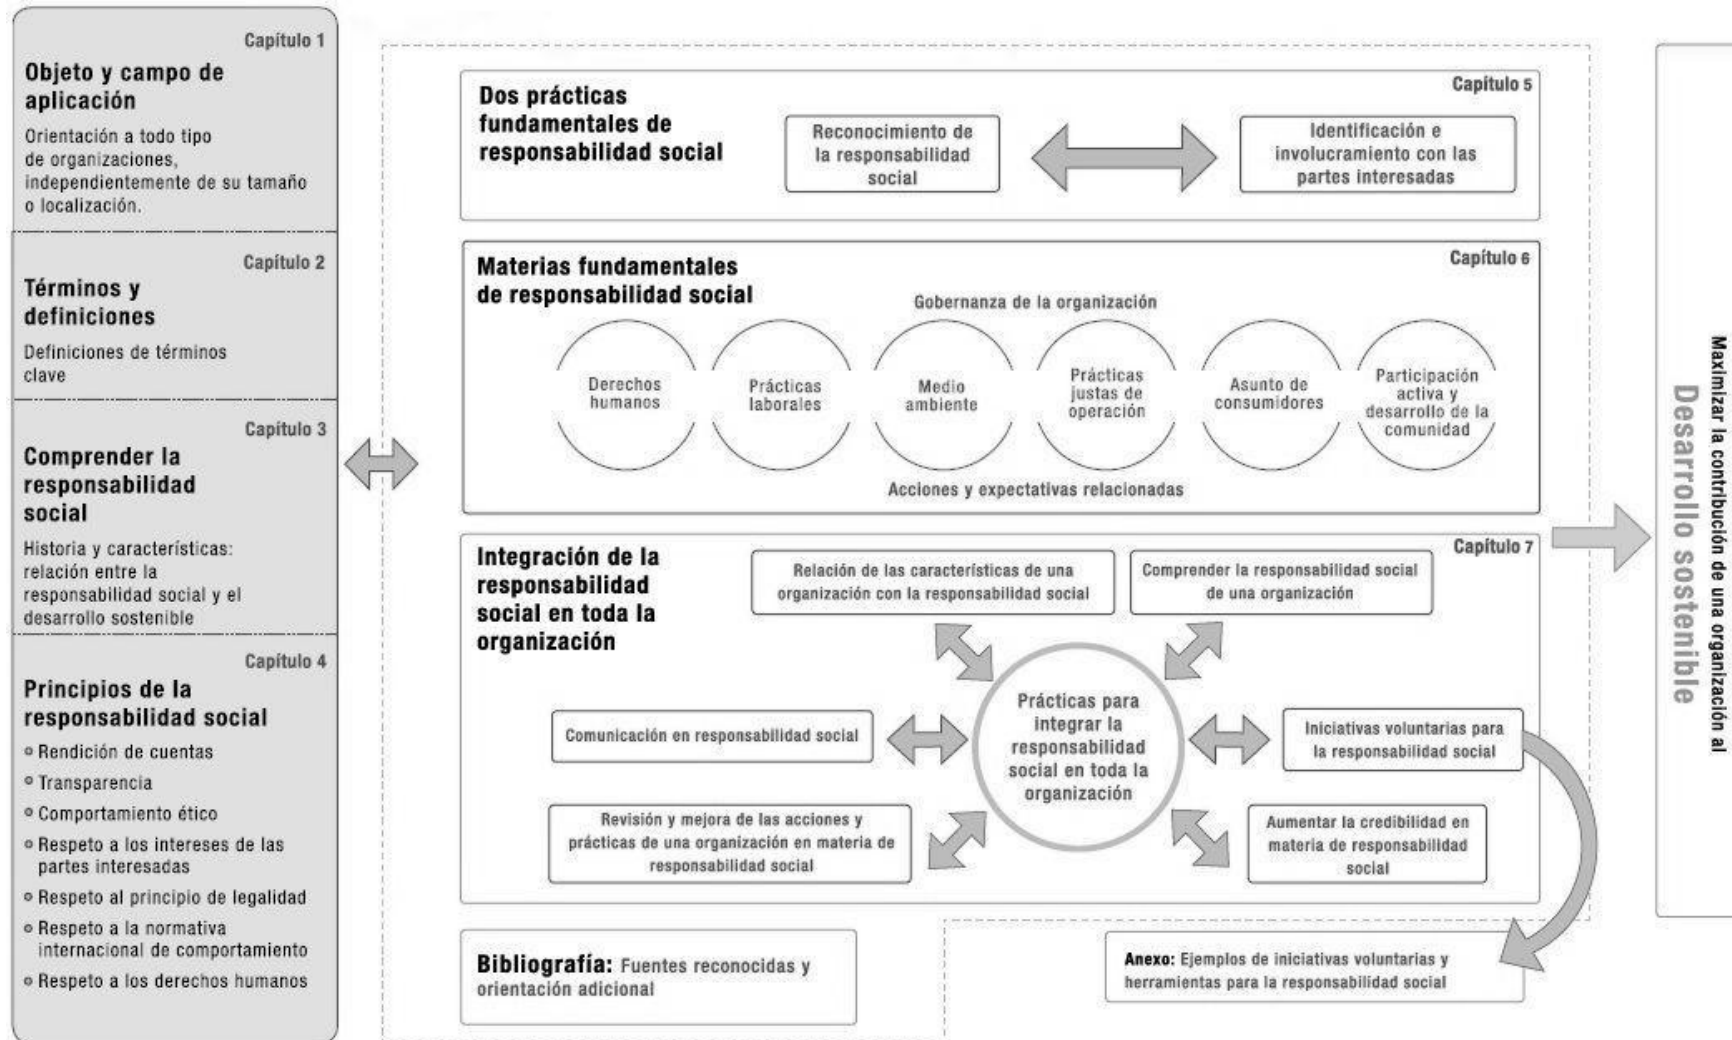 Capítulo 1
Objeto y campo de
aplicación
Orientación a todo tipo
de organizaciones,
independientemente de su tamaño
o localización.
Capítulo 2
Términos y
definiciones
Definiciones de términos
clave
Capítulo 3
Comprender la
responsabilidad
social
Historia y características:
relación entre la
responsabilidad social y el
desarrollo sostenible
Capítulo 4
Principios de la
responsabilidad social
Rendición de cuentas
Transparencia
Comportamiento ético
Respeto a los intereses de las
partes interesadas
Respeto al principio de legalidad
Respeto a la normativa
internacional de comportamiento
Respeto a los derechos humanos
Capítulo 5
Dos prácticas
fundamentales de
responsabilidad social
Reconocimiento de
la responsabilidad
social
Identificación e
involucramiento con las
partes interesadas
Capítulo 6
Materias fundamentales
de responsabilidad social
Gobernanza de la organización
Derechos
humanos
Prácticas
laborales
Medio
ambiente
Prácticas
justas de
operación
Asunto de
consumidores
Participación
activa y
desarrollo de la
comunidad
Acciones y expectativas relacionadas
Capítulo 7
Integración de la
responsabilidad
social en toda la
organización
Relación de las características de una
organización con la responsabilidad social
Comprender la responsabilidad social
de una organización
Comunicación en responsabilidad social
Prácticas para
integrar la
responsabilidad
social en toda la
organización
Iniciativas voluntarias para
la responsabilidad social
Revisión y mejora de las acciones y
prácticas de una organización en materia de
responsabilidad social
Aumentar la credibilidad en
materia de responsabilidad
social
Bibliografía: Fuentes reconocidas y
orientación adicional
Anexo: Ejemplos de iniciativas voluntarias y
herramientas para la responsabilidad social
Maximizar la contribución de una organización al
Desarrollo sostenible